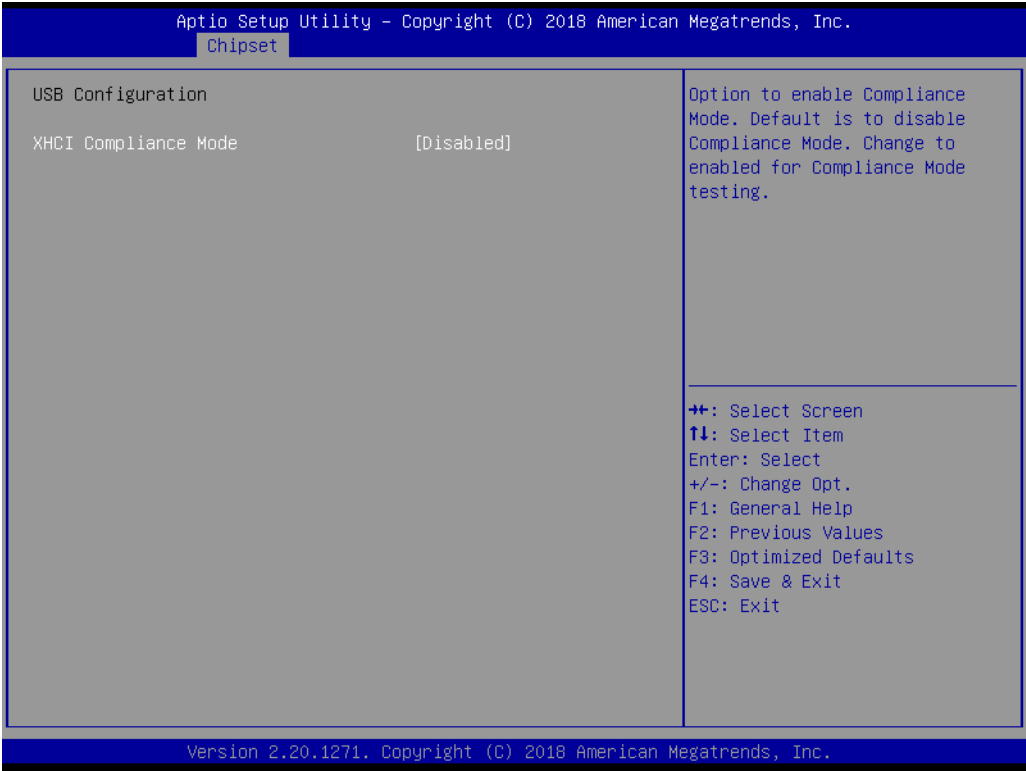 Aptio Setup Utility – Copyright (C) 2018 American Megatrends, Inc.
Chipset
USB Configuration
XHCI Compliance Mode [Disabled]
Option to enable Compliance
Mode. Default is to disable
Compliance Mode. Change to
enabled for Compliance Mode
testing.
→←: Select Screen
↑↓: Select Item
Enter: Select
+/-: Change Opt.
F1: General Help
F2: Previous Values
F3: Optimized Defaults
F4: Save & Exit
ESC: Exit
Version 2.20.1271. Copyright (C) 2018 American Megatrends, Inc.